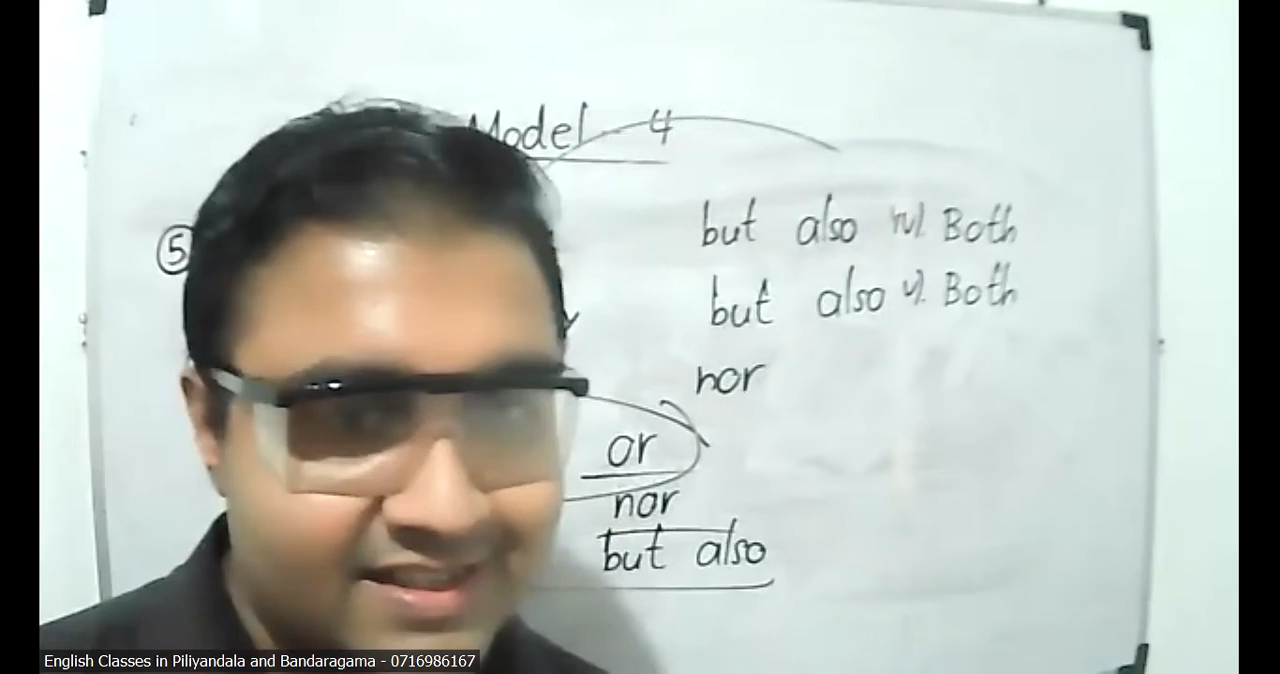 Model - 4
⑤
but also Both
but also Both
nor
or
nor
but also
English Classes in Piliyandala and Bandaragama - 0716986167